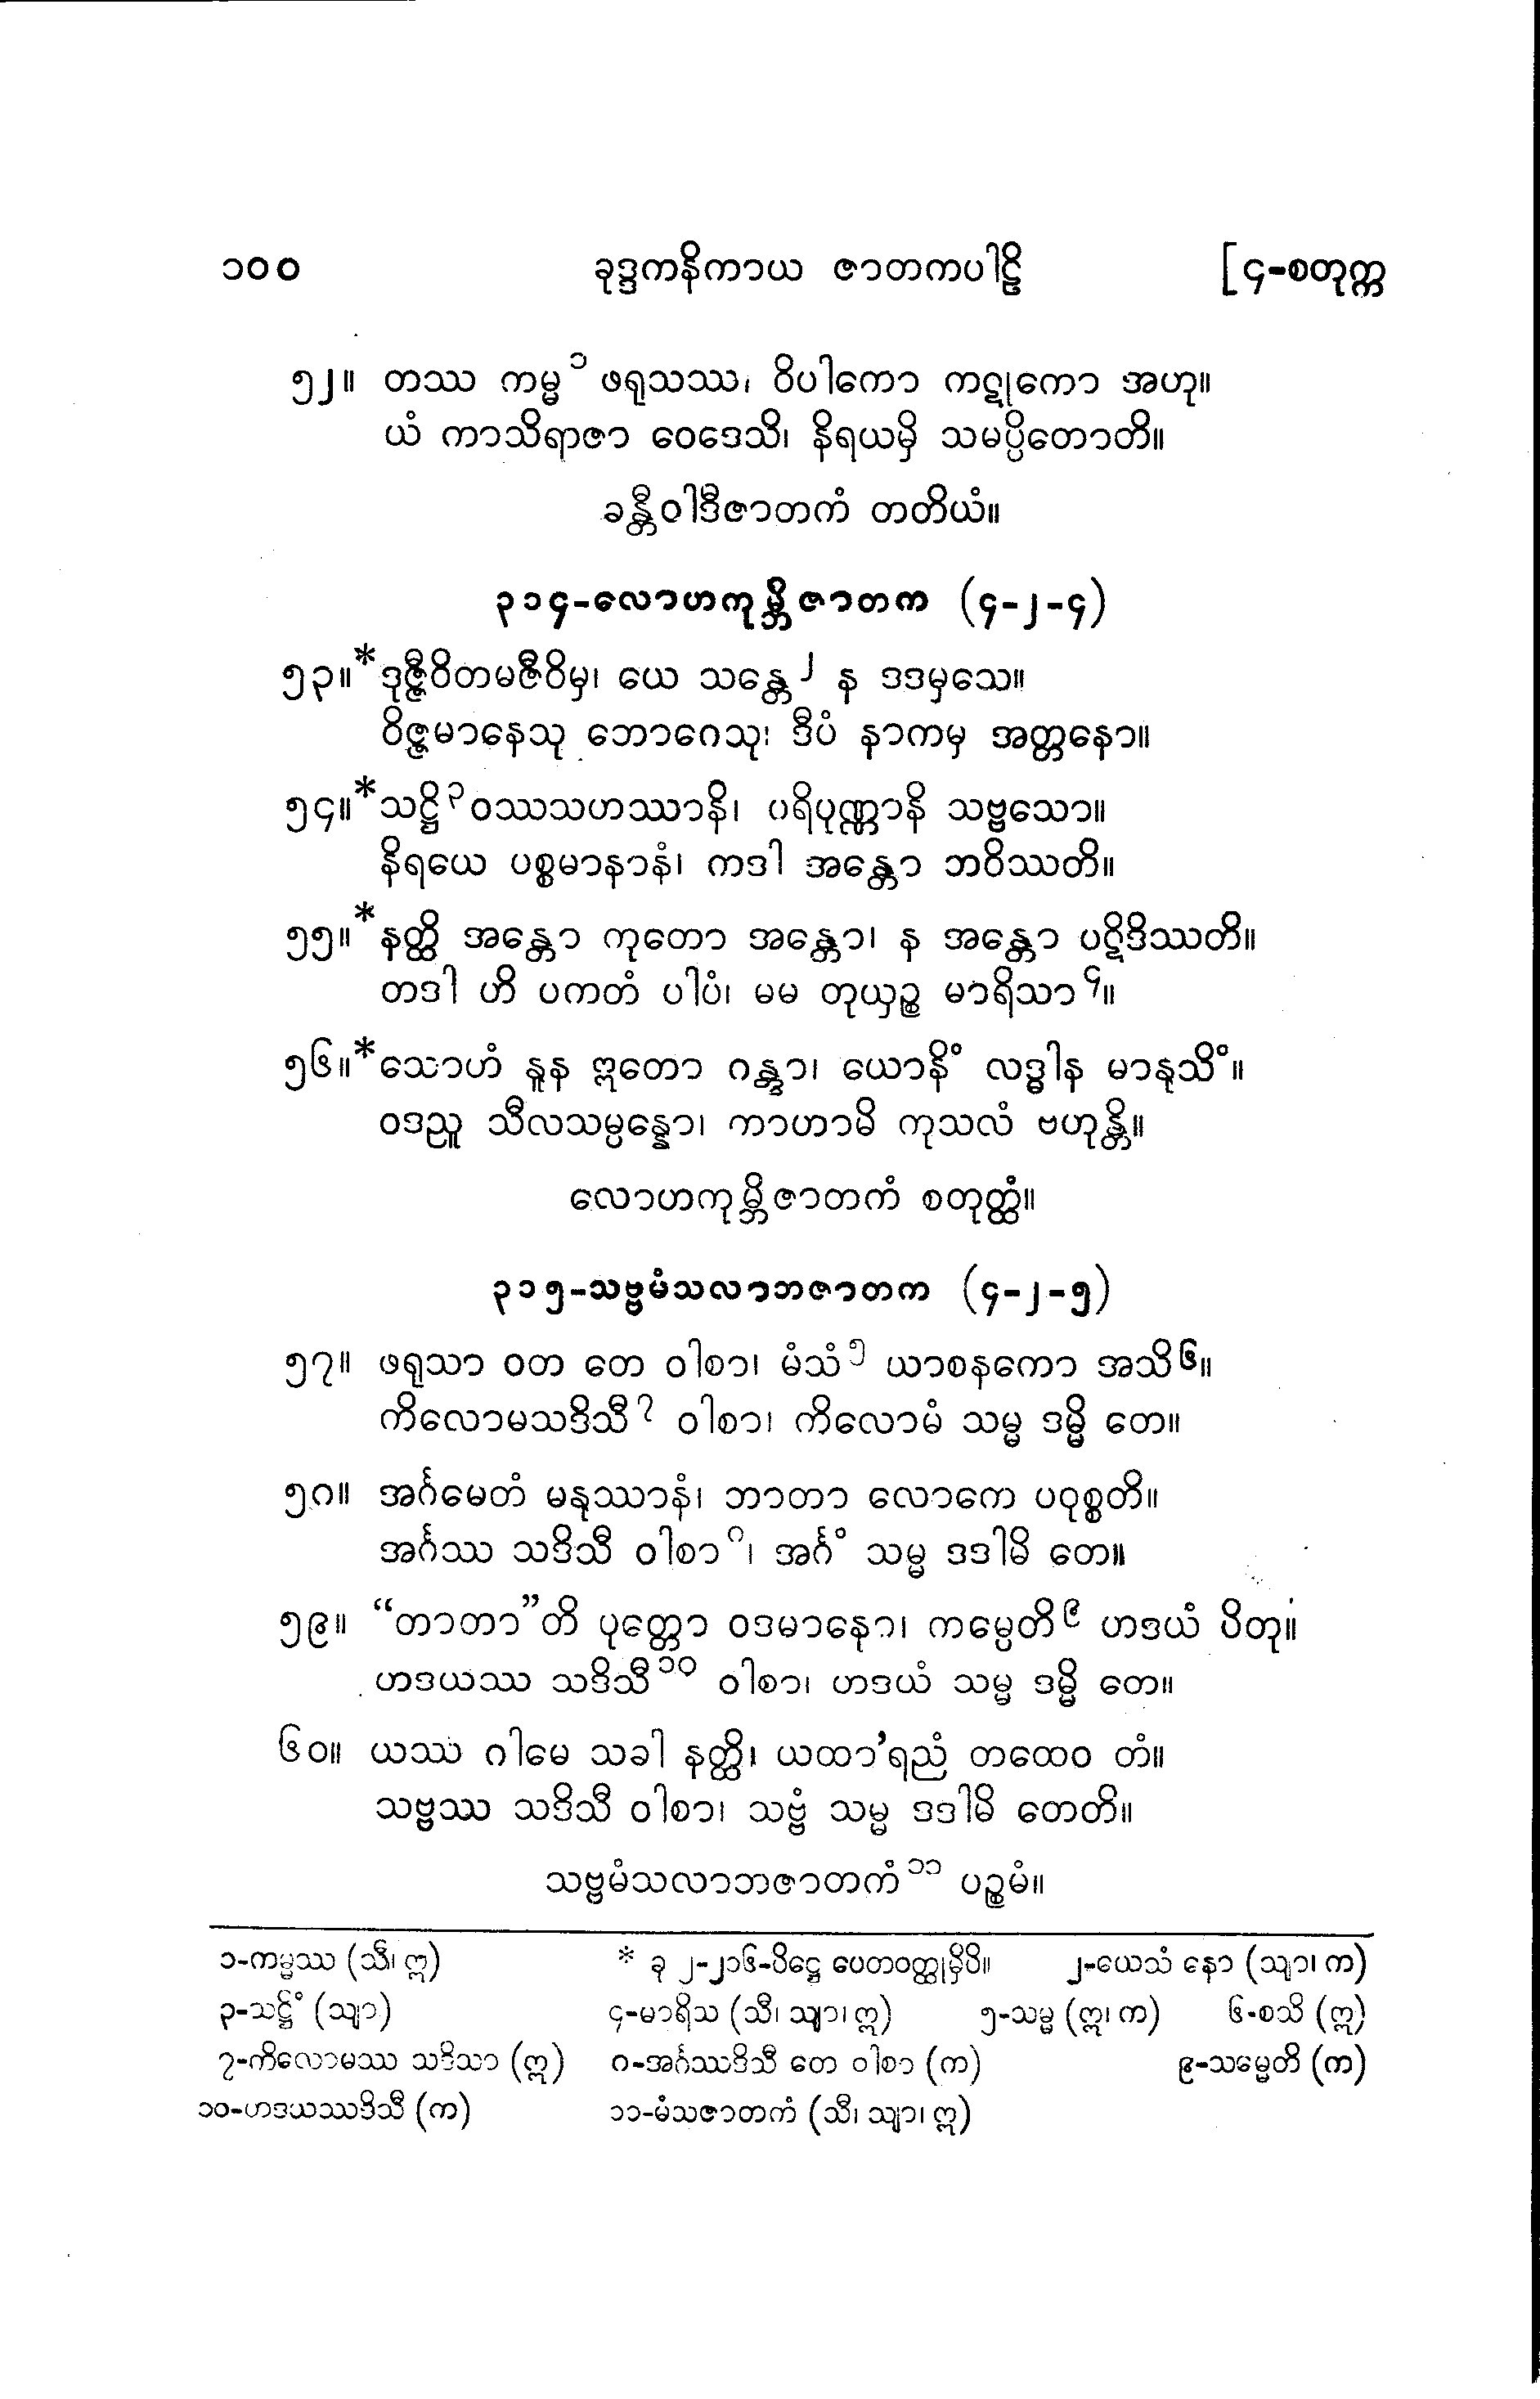 ၁၀၀ ခုဒ္ဒကနိကာယ ဇာတကပါဠိ [၄-စတုက္က
၅၂။ တဿ ကမ္မ၁ ဖရုသဿ၊ ဝိပါကော ကဋုကော အဟု။
ယံ ကာသိရာဇာ ဝေဒေသိ၊ နိရယမှိ သမပ္ပိတောတိ။
ခန္တီဝါဒီဇာတကံ တတိယံ။
၃၁၄-လောဟကုမ္ဘိဇာတက (၄-၂-၄)
၅၃။*ဒုဇ္ဇီဝိတမဇီဝိမှ၊ ယေ သန္တေ၂ န ဒဒမှသေ။
ဝိဇ္ဇမာနေသု ဘောဂေသု၊ ဒီပံ နာကမှ အတ္တနော။
၅၄။*သဋ္ဌိ၃ဝဿသဟဿာနိ၊ ပရိပုဏ္ဏာနိ သဗ္ဗသော။
နိရယေ ပစ္စမာနာနံ၊ ကဒါ အန္တော ဘဝိဿတိ။
၅၅။*နတ္ထိ အန္တော ကုတော အန္တော၊ န အန္တော ပဋိဒိဿတိ။
တဒါ ဟိ ပကတံ ပါပံ၊ မမ တုယှဉ္စ မာရိသာ၄။
၅၆။*သောဟံ နူန ဣတော ဂန္တွာ၊ ယောနိံ လဒ္ဓါန မာနုသိံ။
ဝဒညူ သီလသမ္ပန္နော၊ ကာဟာမိ ကုသလံ ဗဟုန္တိ။
လောဟကုမ္ဘိဇာတကံ စတုတ္ထံ။
၃၁၅-သဗ္ဗမံသလာဘဇာတက (၄-၂-၅)
၅၇။ ဖရုသာ ဝတ တေ ဝါစာ၊ မံသံ၅ ယာစနကော အသိ၆။
ကိလောမသဒိသီ၇ ဝါစာ၊ ကိလောမံ သမ္မ ဒမ္မိ တေ။
၅၈။ အင်္ဂမေတံ မနုဿာနံ၊ ဘာတာ လောကေ ပဝုစ္စတိ။
အင်္ဂဿ သဒိသီ ဝါစာ၈၊ အင်္ဂံ သမ္မ ဒဒါမိ တေ။
၅၉။ “တာတာ”တိ ပုတ္တော ဝဒမာနော၊ ကမ္ပေတိ၉ ဟဒယံ ပိတု။
ဟဒယဿ သဒိသီ၁၀ ဝါစာ၊ ဟဒယံ သမ္မ ဒမ္မိ တေ။
၆၀။ ယဿ ဂါမေ သခါ နတ္ထိ၊ ယထာ’ရညံ တထေဝ တံ။
သဗ္ဗဿ သဒိသီ ဝါစာ၊ သဗ္ဗံ သမ္မ ဒဒါမိ တေတိ။
သဗ္ဗမံသလာဘဇာတကံ၁၁ ပဉ္စမံ။
၁-ကမ္မဿ (သီ၊ ဣ) * ခု ၂-၂၁၆-ပိဋ္ဌေ ပေတဝတ္ထုမှိပိ။ ၂-ယေသံ နော (သျာ၊ က)
၃-သဋ္ဌိံ (သျာ) ၄-မာရိသ (သီ၊ သျာ၊ ဣ) ၅-သမ္မ (ဣ၊ က) ၆-စသိ (ဣ)
၇-ကိလောမဿ သဒိသာ (ဣ) ၈-အင်္ဂဿဒိသီ တေ ဝါစာ (က) ၉-သမ္မေတိ (က)
၁၀-ဟဒယဿဒိသီ (က) ၁၁-မံသဇာတကံ (သီ၊ သျာ၊ ဣ)